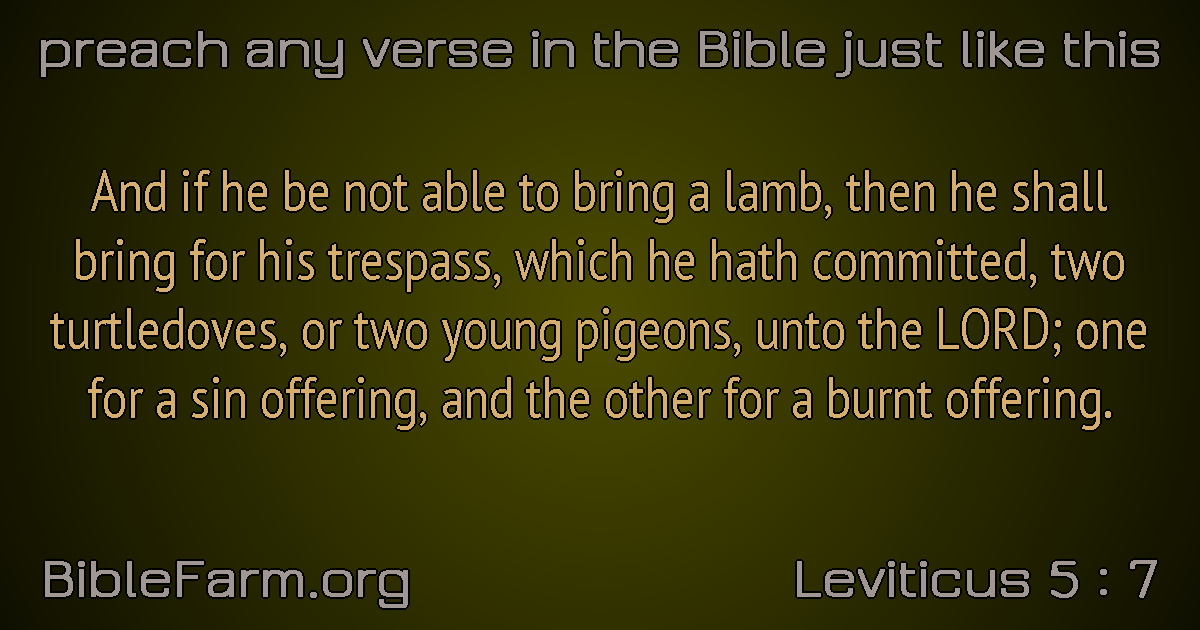 preach any verse in the Bible just like this
And if he be not able to bring a lamb, then he shall
bring for his trespass, which he hath committed, two
turtledoves, or two young pigeons, unto the LORD; one
for a sin offering, and the other for a burnt offering.
BibleFarm.org
Leviticus 5 : 7